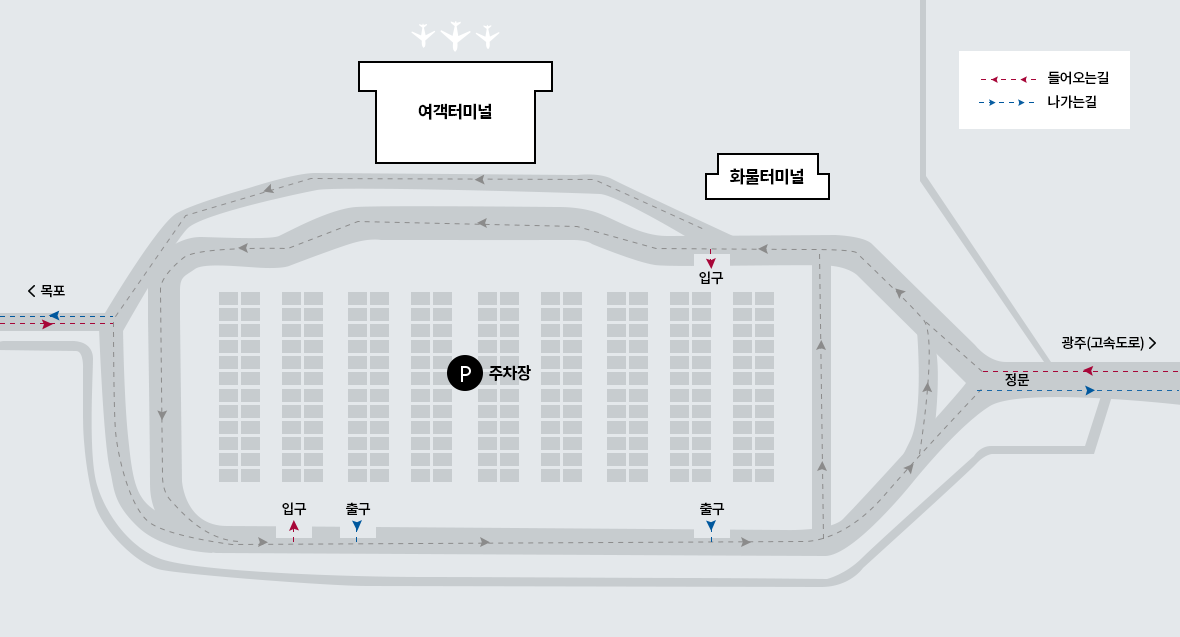 들어오는길
나가는길
여객터미널
화물터미널
입구
< 목포
광주(고속도로) >
정문
P 주차장
입구
출구
출구